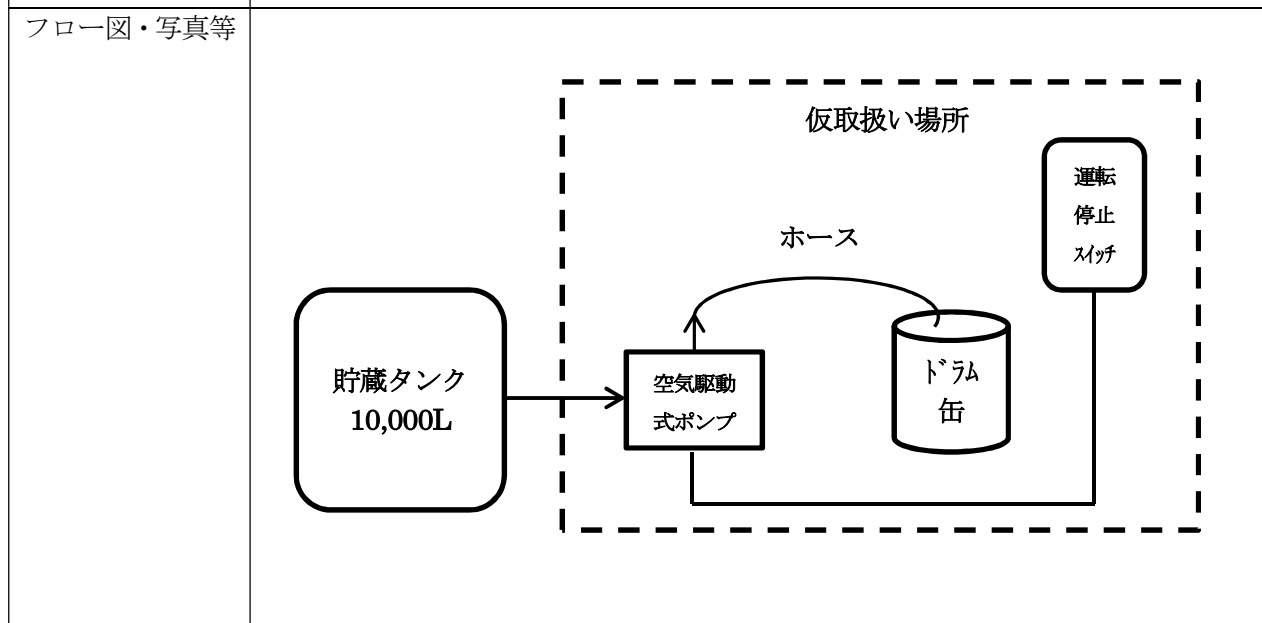 フロー図・写真等
仮取扱い場所
運転
停止
ｽｲｯﾁ
ホース
貯蔵タンク
10,000L
空気駆動
式ポンプ
ﾄﾞﾗﾑ
缶